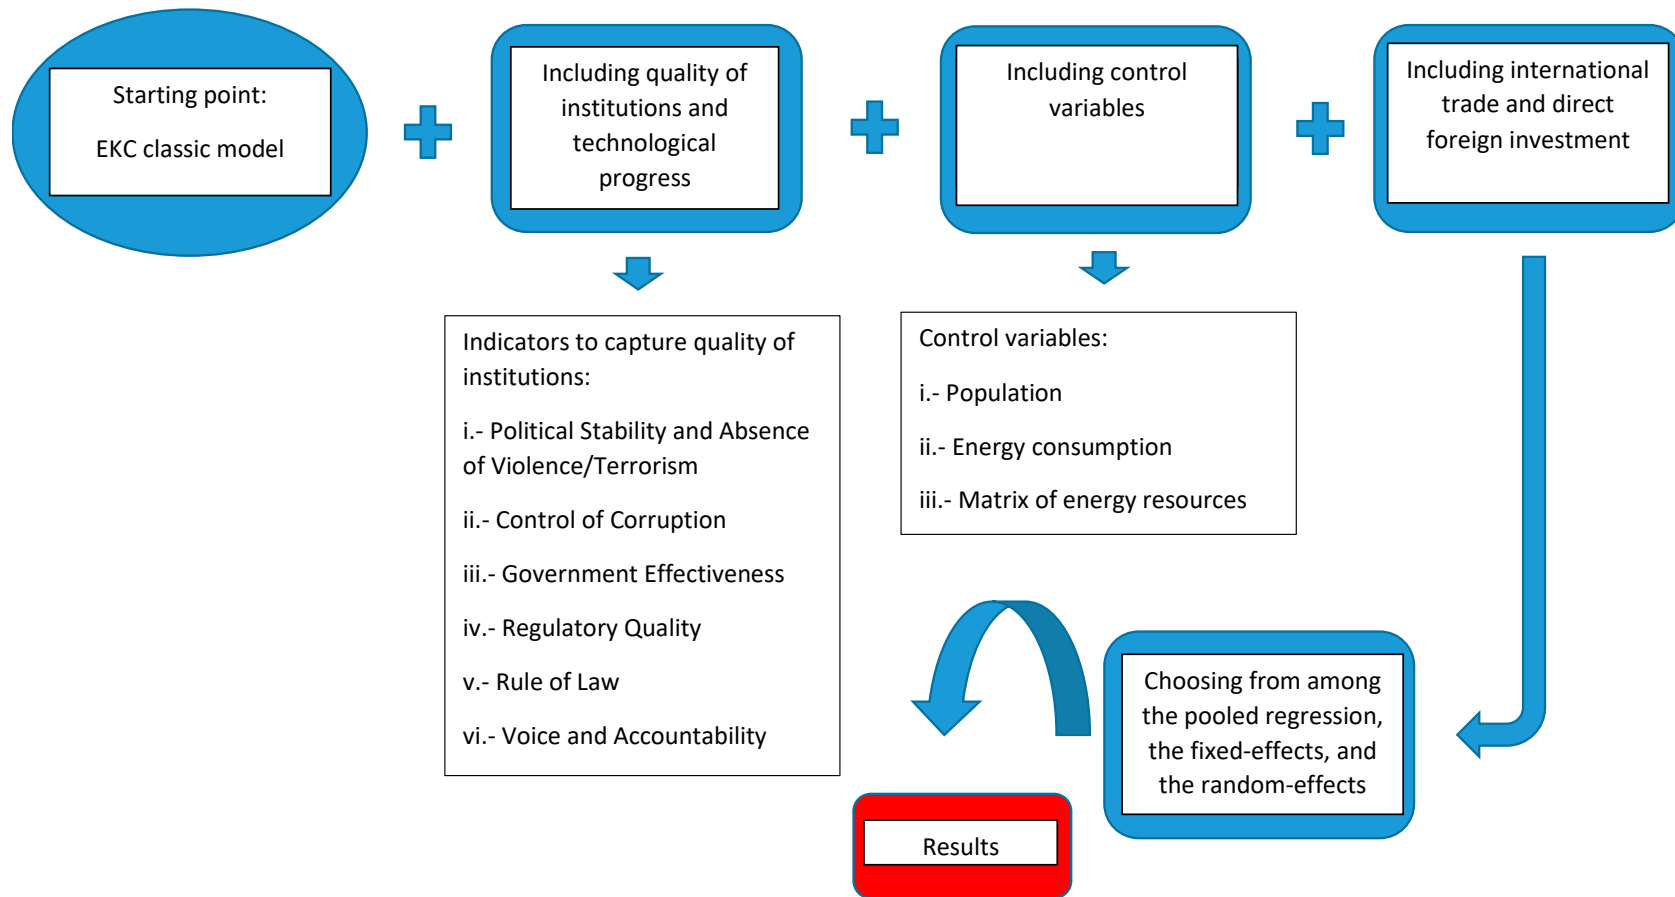 Starting point:
EKC classic model
Including quality of
institutions and
technological
progress
Including control
variables
Including international
trade and direct
foreign investment
Indicators to capture quality of
institutions:
i.- Political Stability and Absence
of Violence/Terrorism
ii.- Control of Corruption
iii.- Government Effectiveness
iv.- Regulatory Quality
v.- Rule of Law
vi.- Voice and Accountability
Control variables:
i.- Population
ii.- Energy consumption
iii.- Matrix of energy resources
Choosing from among
the pooled regression,
the fixed-effects, and
the random-effects
Results